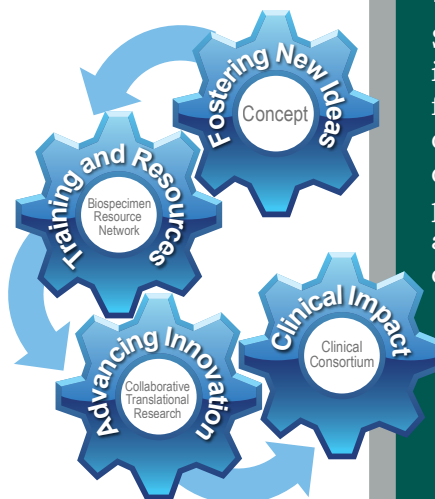 Fostering New Ideas
Concept
Training and Resources
Biospecimen
Resource
Network
Clinical Impact
Clinical
Consortium
Advancing Innovation
Collaborative
Translational
Research